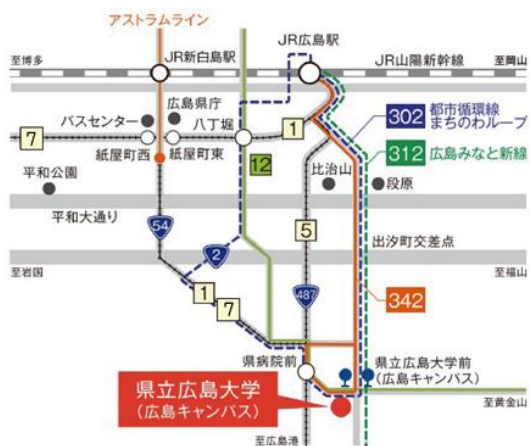 アストラムライン
JR新白島駅
JR広島駅
JR山陽新幹線
至博多
至岡山
バスセンター
広島県庁
八丁堀
7
1
302
都市循環線
まちのわループ
紙屋町西
紙屋町東
12
312
広島みなと新線
平和公園
比治山
段原
平和大通り
54
5
出汐町交差点
2
至岩国
至福山
1
487
7
342
県病院前
県立広島大学前
(広島キャンパス)
県立広島大学
(広島キャンパス)
至黄金山
至広島港